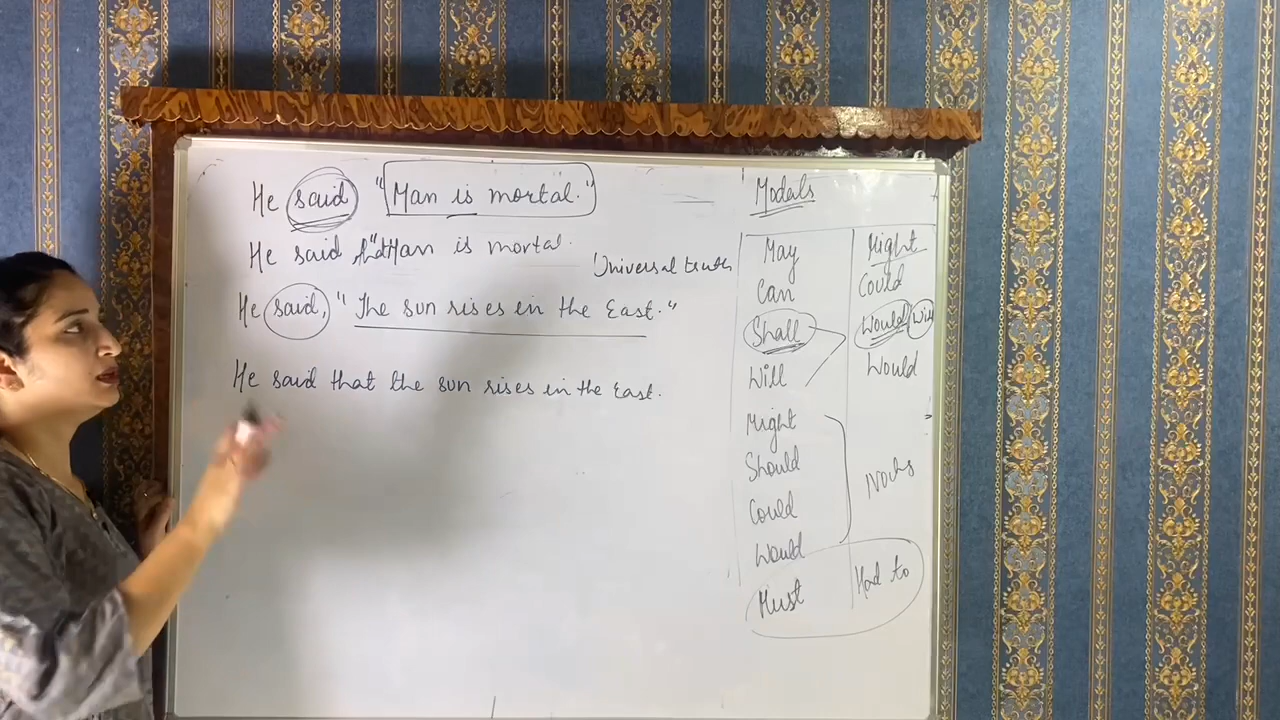 He said "Man is mortal."
He said that Man is mortal.
Universal truth
He said, "The sun rises in the East."
He said that the sun rises in the East.
Modals
May Might
Can Could
Shall Would/Will
Will Would
Might
Should
Could
Would
Must Had to